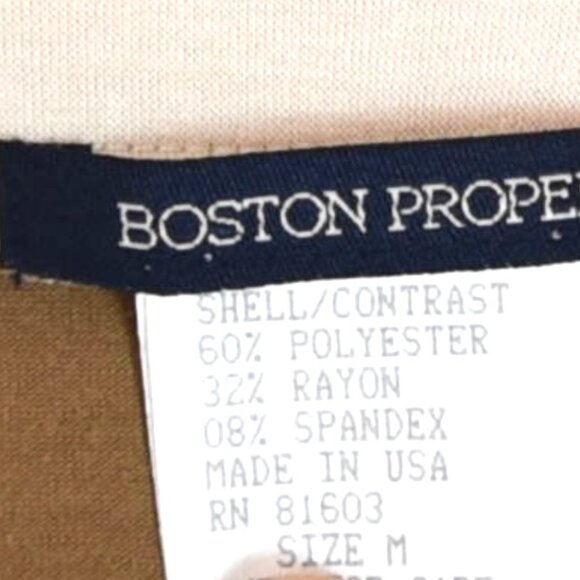 BOSTON PROPE
SHELL/CONTRAST
60% POLYESTER
32% RAYON
08% SPANDEX
MADE IN USA
RN 81603
SIZE M